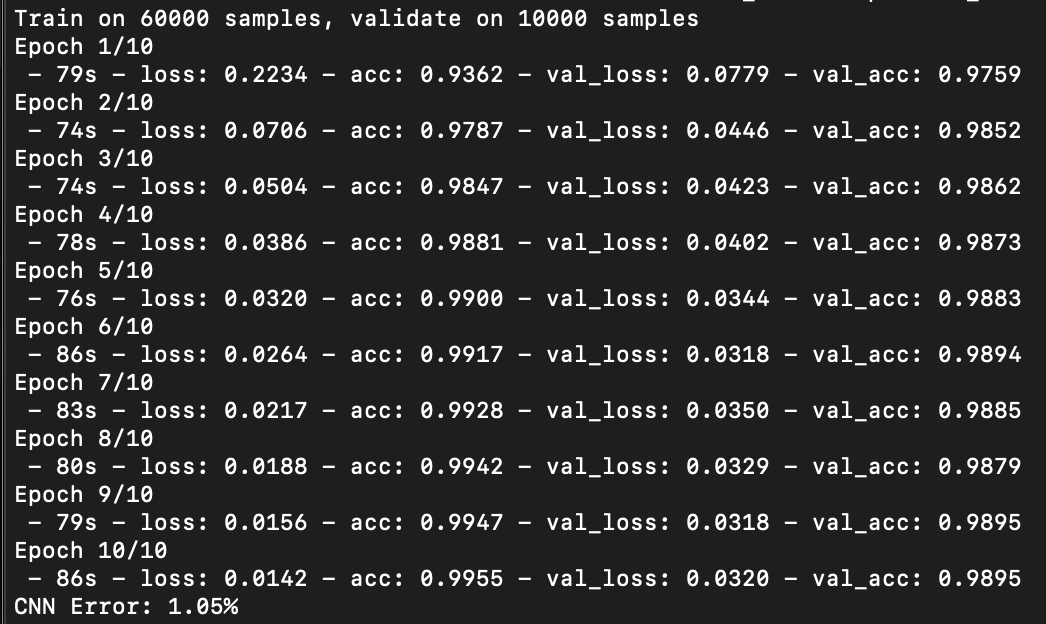 Train on 60000 samples, validate on 10000 samples
Epoch 1/10
 - 79s - loss: 0.2234 - acc: 0.9362 - val_loss: 0.0779 - val_acc: 0.9759
Epoch 2/10
 - 74s - loss: 0.0706 - acc: 0.9787 - val_loss: 0.0446 - val_acc: 0.9852
Epoch 3/10
 - 74s - loss: 0.0504 - acc: 0.9847 - val_loss: 0.0423 - val_acc: 0.9862
Epoch 4/10
 - 78s - loss: 0.0386 - acc: 0.9881 - val_loss: 0.0402 - val_acc: 0.9873
Epoch 5/10
 - 76s - loss: 0.0320 - acc: 0.9900 - val_loss: 0.0344 - val_acc: 0.9883
Epoch 6/10
 - 86s - loss: 0.0264 - acc: 0.9917 - val_loss: 0.0318 - val_acc: 0.9894
Epoch 7/10
 - 83s - loss: 0.0217 - acc: 0.9928 - val_loss: 0.0350 - val_acc: 0.9885
Epoch 8/10
 - 80s - loss: 0.0188 - acc: 0.9942 - val_loss: 0.0329 - val_acc: 0.9879
Epoch 9/10
 - 79s - loss: 0.0156 - acc: 0.9947 - val_loss: 0.0318 - val_acc: 0.9895
Epoch 10/10
 - 86s - loss: 0.0142 - acc: 0.9955 - val_loss: 0.0320 - val_acc: 0.9895
CNN Error: 1.05%